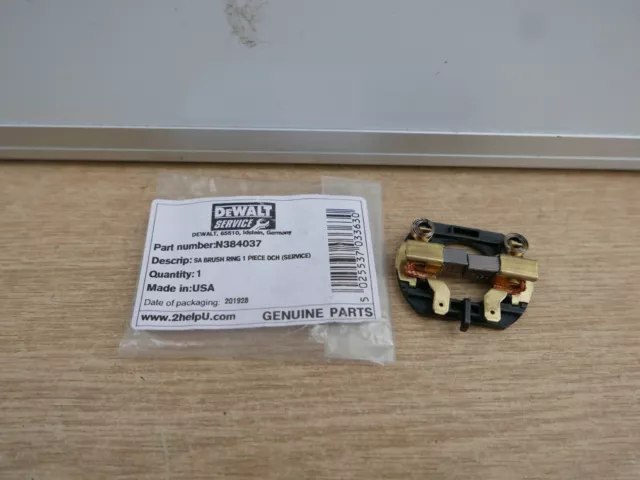 DEWALT
SERVICE
DEWALT, 65510, Idstein, Germany
Part number:N384037
Descrip: SA BRUSH RING 1 PIECE DCH (SERVICE)
Quantity: 1
Made in: USA
Date of packaging: 201928
www.2helpU.com GENUINE PARTS
5 025537 033630